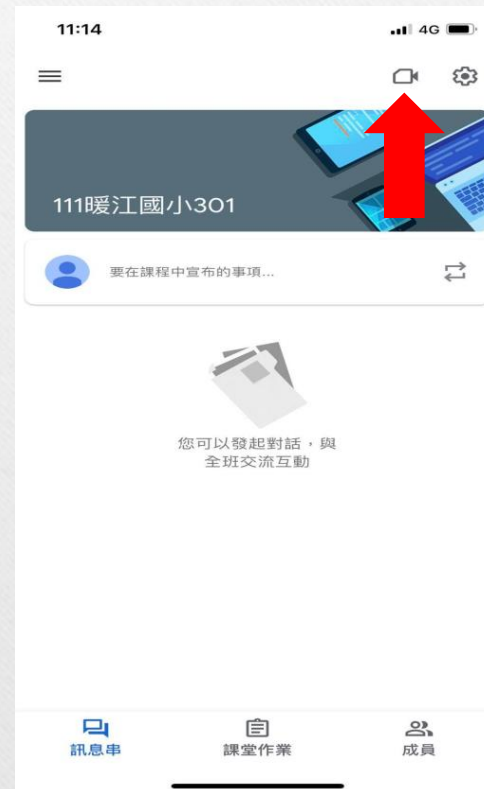 11:14
4G
111暖江國小301
要在課程中宣布的事項...
您可以發起對話，與
全班交流互動
訊息串
課堂作業
成員